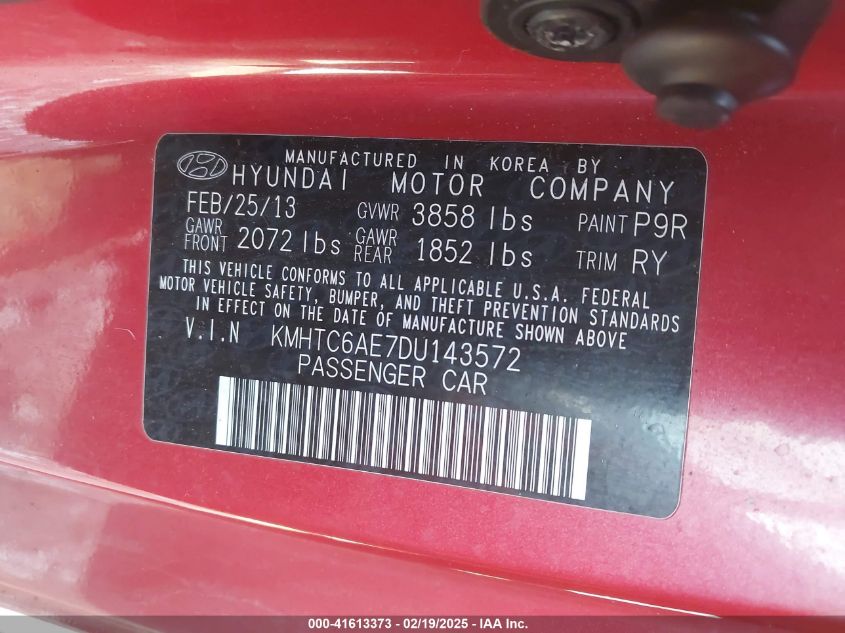 MANUFACTURED IN KOREA BY
HYUNDAI MOTOR COMPANY
FEB/25/13 GVWR 3858 lbs PAINT P9R
GAWR FRONT 2072 lbs GAWR REAR 1852 lbs TRIM RY
THIS VEHICLE CONFORMS TO ALL APPLICABLE U.S.A. FEDERAL
MOTOR VEHICLE SAFETY, BUMPER, AND THEFT PREVENTION STANDARDS
IN EFFECT ON THE DATE OF MANUFACTURE SHOWN ABOVE
V.I.N KMHTC6AE7DU143572
PASSENGER CAR
000-41613373 - 02/19/2025 - IAA Inc.